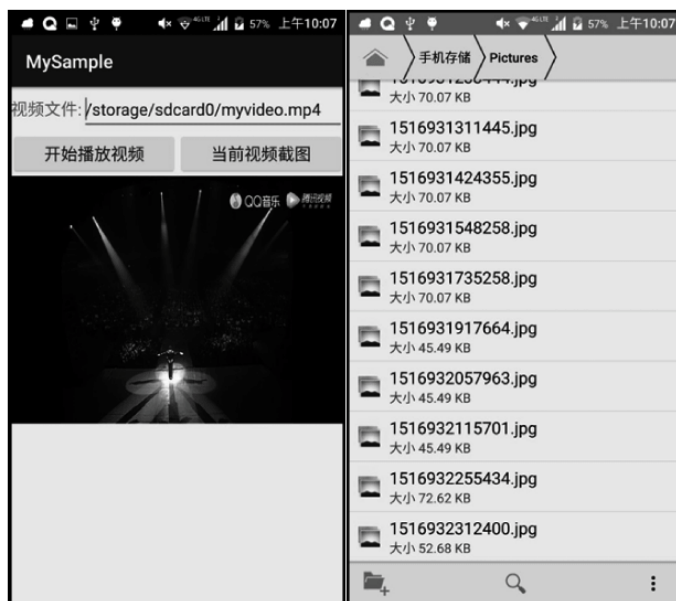 57% 上午10:07
MySample
视频文件: /storage/sdcard0/myvideo.mp4
开始播放视频 当前视频截图
QQ音乐 腾讯视频
57% 上午10:07
手机存储 Pictures
大小 70.07 KB
1516931311445.jpg
大小 70.07 KB
1516931424355.jpg
大小 70.07 KB
1516931548258.jpg
大小 70.07 KB
1516931735258.jpg
大小 70.07 KB
1516931917664.jpg
大小 45.49 KB
1516932057963.jpg
大小 45.49 KB
1516932115701.jpg
大小 45.49 KB
1516932255434.jpg
大小 72.62 KB
1516932312400.jpg
大小 52.68 KB